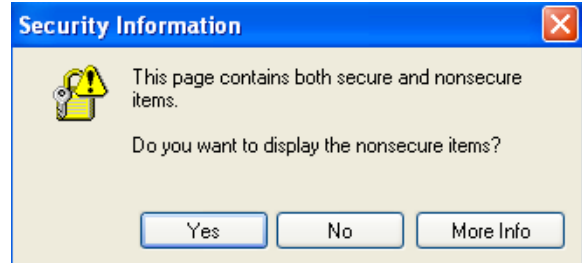 Security Information
This page contains both secure and nonsecure
items.
Do you want to display the nonsecure items?
Yes
No
More Info